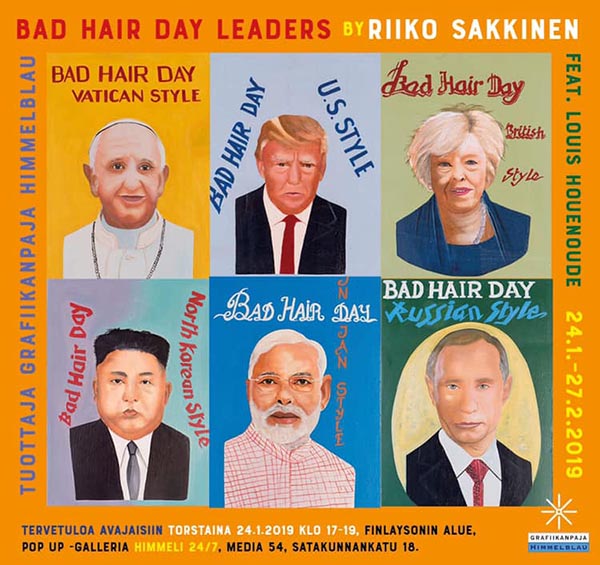 BAD HAIR DAY LEADERS BY RIIKO SAKKINEN
TUOTTAJA GRAFIIKANPAJA HIMMELBLAU
FEAT. LOUIS HOUENOUDE 24.1.-27.2.2019
BAD HAIR DAY
VATICAN STYLE
BAD HAIR DAY
U.S. STYLE
Bad Hair Day
British
Style
Bad Hair Day
North Korean Style
BAD HAIR DAY
INDIAN STYLE
BAD HAIR DAY
Russian Style
TERVETULOA AVAJAISIIN TORSTAINA 24.1.2019 KLO 17-19, FINLAYSONIN ALUE,
POP UP -GALLERIA HIMMELI 24/7, MEDIA 54, SATAKUNNANKATU 18.
GRAFIIKANPAJA
HIMMELBLAU